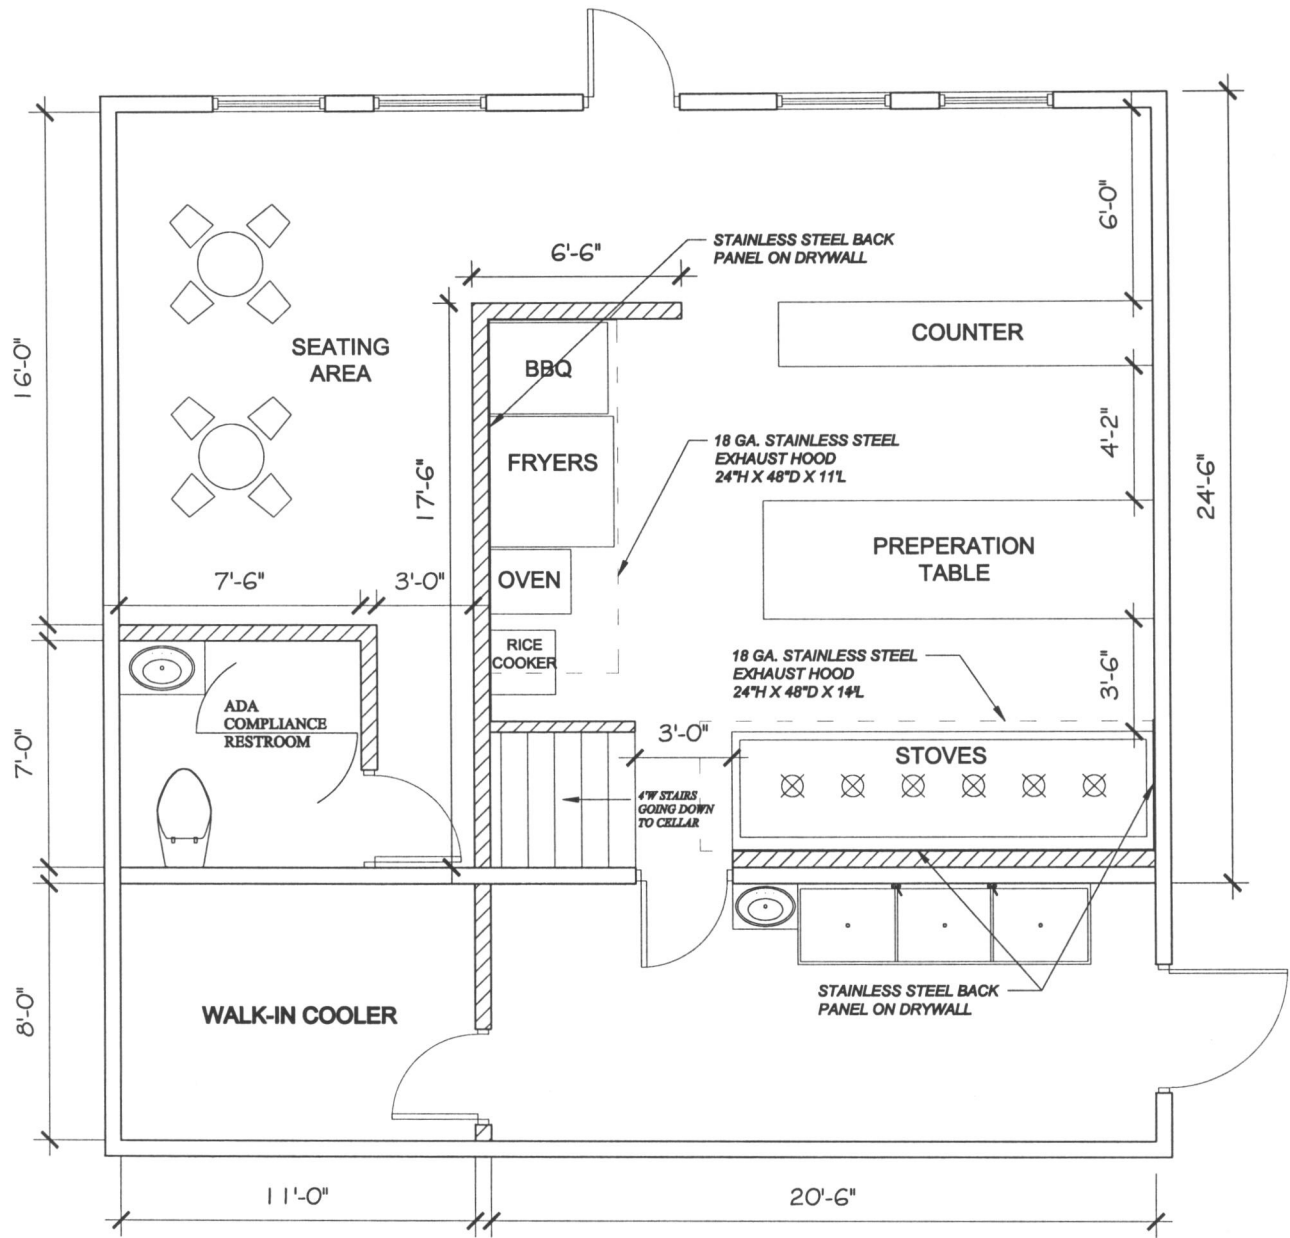 6'-0"
STAINLESS STEEL BACK
PANEL ON DRYWALL
6'-6"
COUNTER
SEATING
AREA
16'-0"
BBQ
4'-2"
18 GA. STAINLESS STEEL
EXHAUST HOOD
24"H X 48"D X 11'L
FRYERS
17'-6"
24'-6"
PREPERATION
TABLE
7'-6"
3'-0"
OVEN
RICE
COOKER
18 GA. STAINLESS STEEL
EXHAUST HOOD
24"H X 48"D X 14'L
3'-6"
ADA
COMPLIANCE
RESTROOM
7'-0"
3'-0"
STOVES
4'W STAIRS
GOING DOWN
TO CELLAR
STAINLESS STEEL BACK
PANEL ON DRYWALL
8'-0"
WALK-IN COOLER
11'-0"
20'-6"